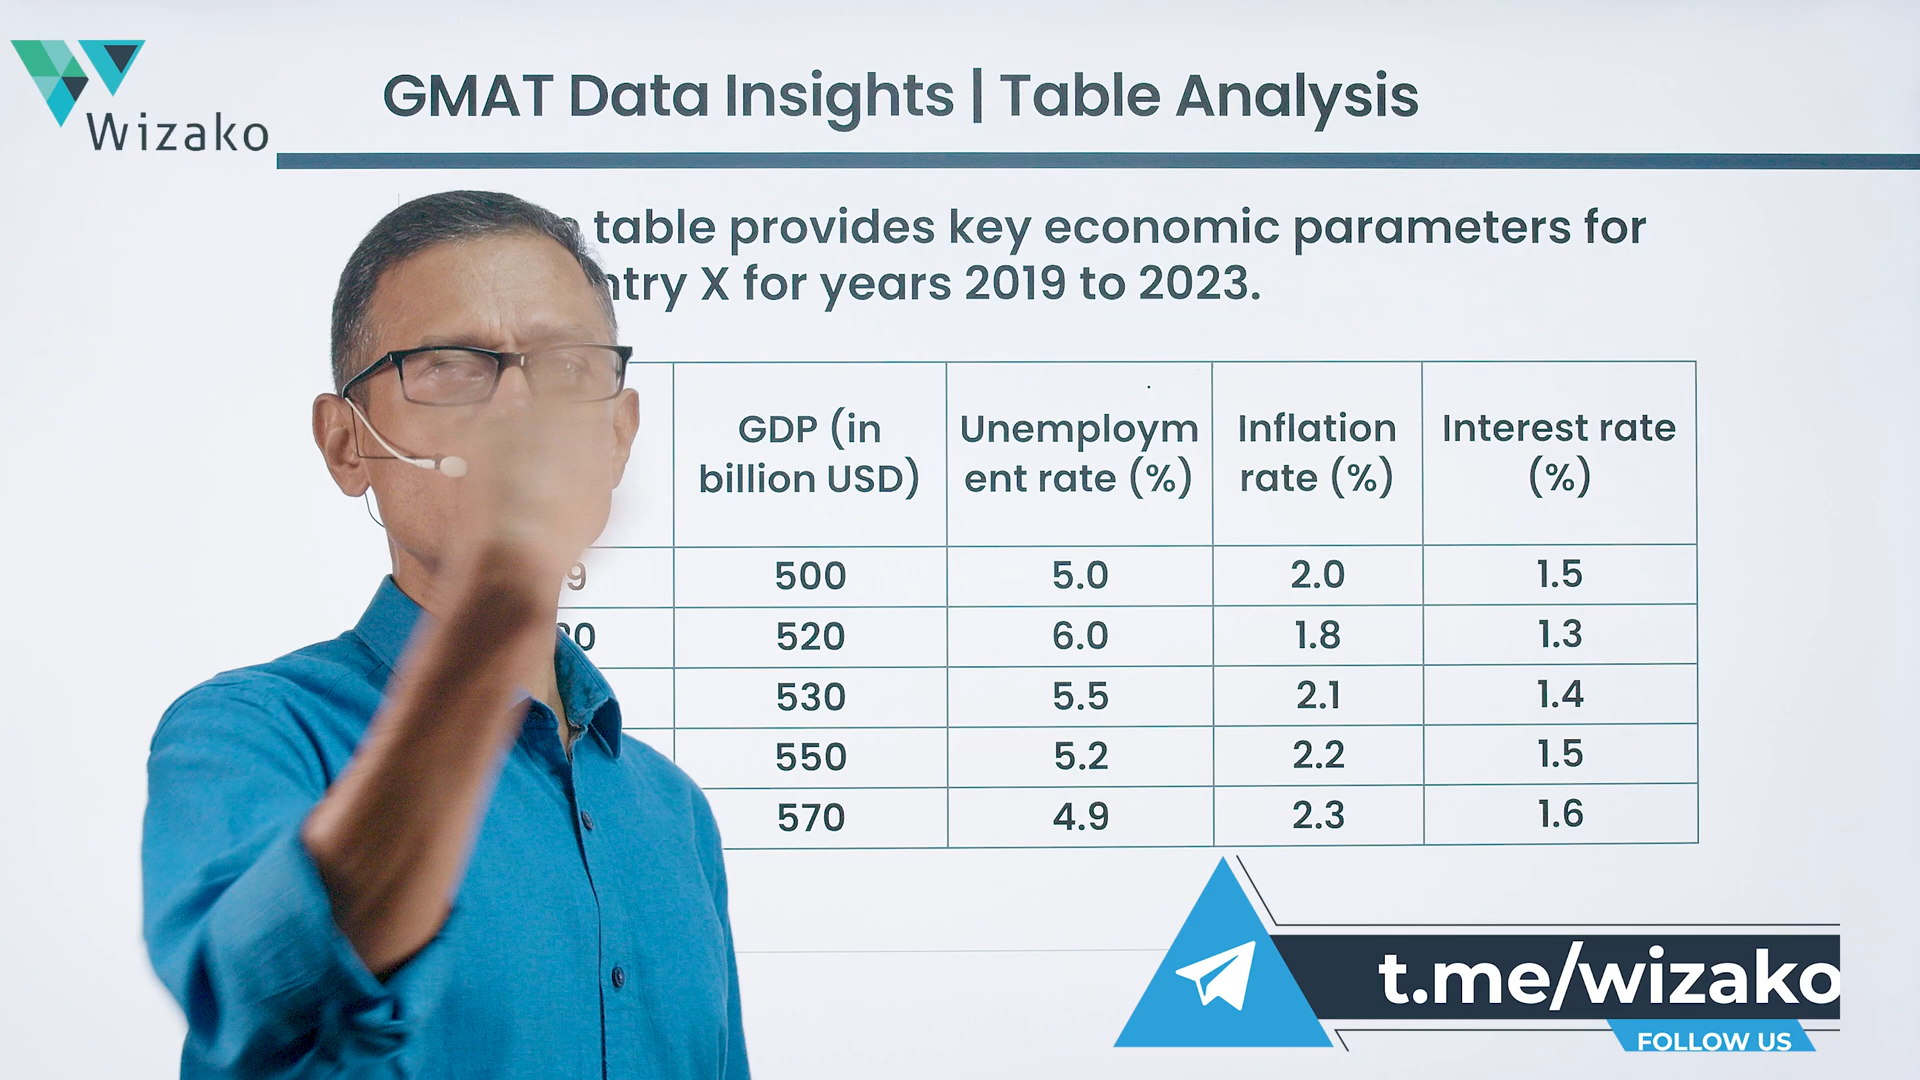 Wizako
GMAT Data Insights | Table Analysis
table provides key economic parameters for
ntry X for years 2019 to 2023.
GDP (in billion USD) Unemploym ent rate (%) Inflation rate (%) Interest rate (%)
9 500 5.0 2.0 1.5
20 520 6.0 1.8 1.3
530 5.5 2.1 1.4
550 5.2 2.2 1.5
570 4.9 2.3 1.6
t.me/wizako
FOLLOW US